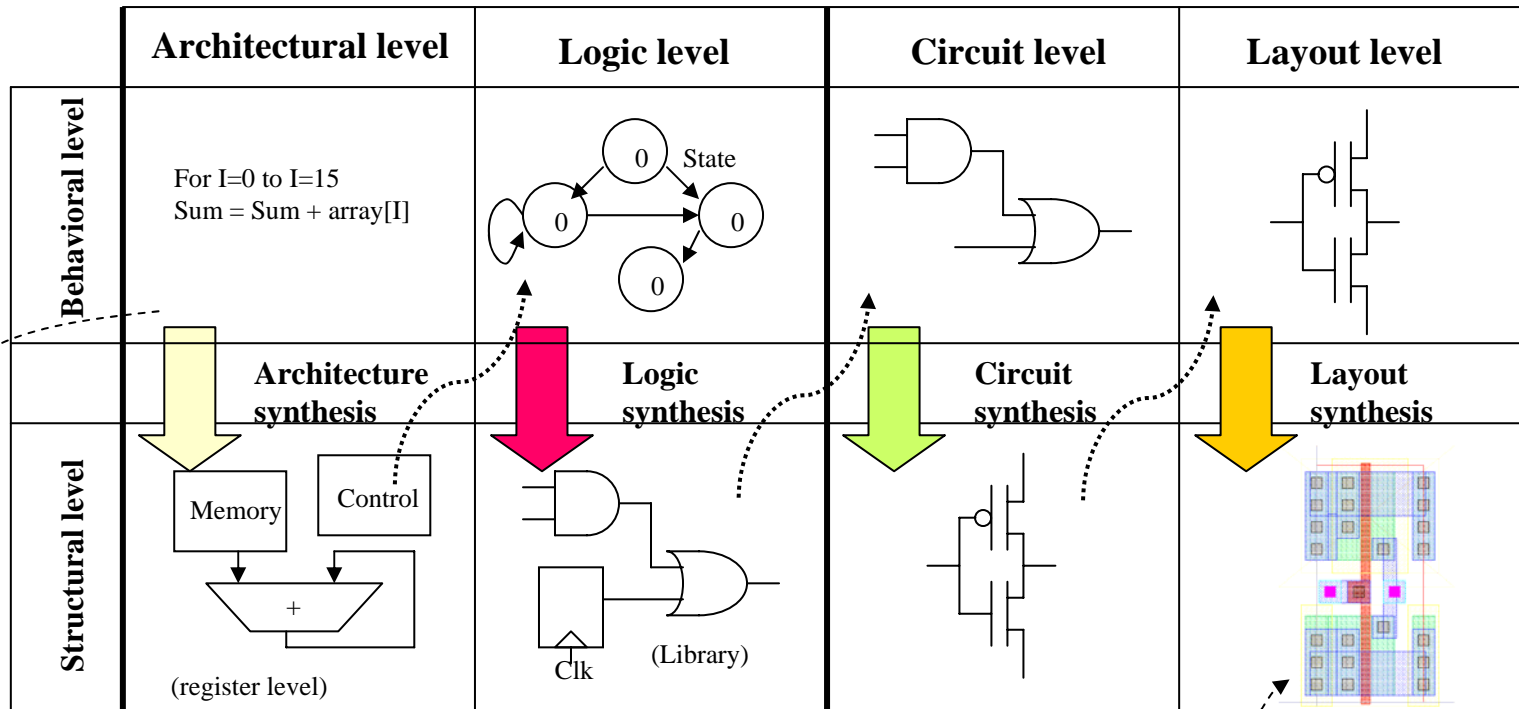 Architectural level
Logic level
Circuit level
Layout level
Behavioral level
For I=0 to I=15
Sum = Sum + array[I]
0
State
0
0
0
Architecture
synthesis
Logic
synthesis
Circuit
synthesis
Layout
synthesis
Structural level
Memory
Control
+
(register level)
Clk
(Library)